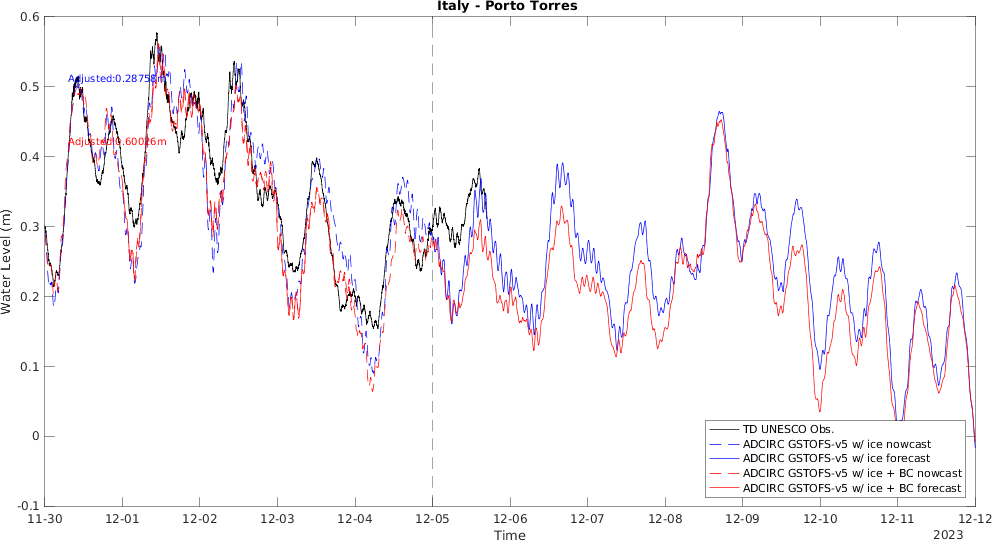 Italy - Porto Torres
Water Level (m)
0.6
0.5
0.4
0.3
0.2
0.1
0
-0.1
Adjusted:0.28758m
Adjusted:0.60026m
TD UNESCO Obs.
ADCIRC GSTOFS-v5 w/ ice nowcast
ADCIRC GSTOFS-v5 w/ ice forecast
ADCIRC GSTOFS-v5 w/ ice + BC nowcast
ADCIRC GSTOFS-v5 w/ ice + BC forecast
11-30 12-01 12-02 12-03 12-04 12-05 12-06 12-07 12-08 12-09 12-10 12-11 12-12
Time
2023